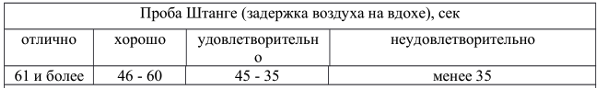 Проба Штанге (задержка воздуха на вдохе), сек
отлично хорошо удовлетворительн
о неудовлетворительно
61 и более 46 - 60 45 - 35 менее 35